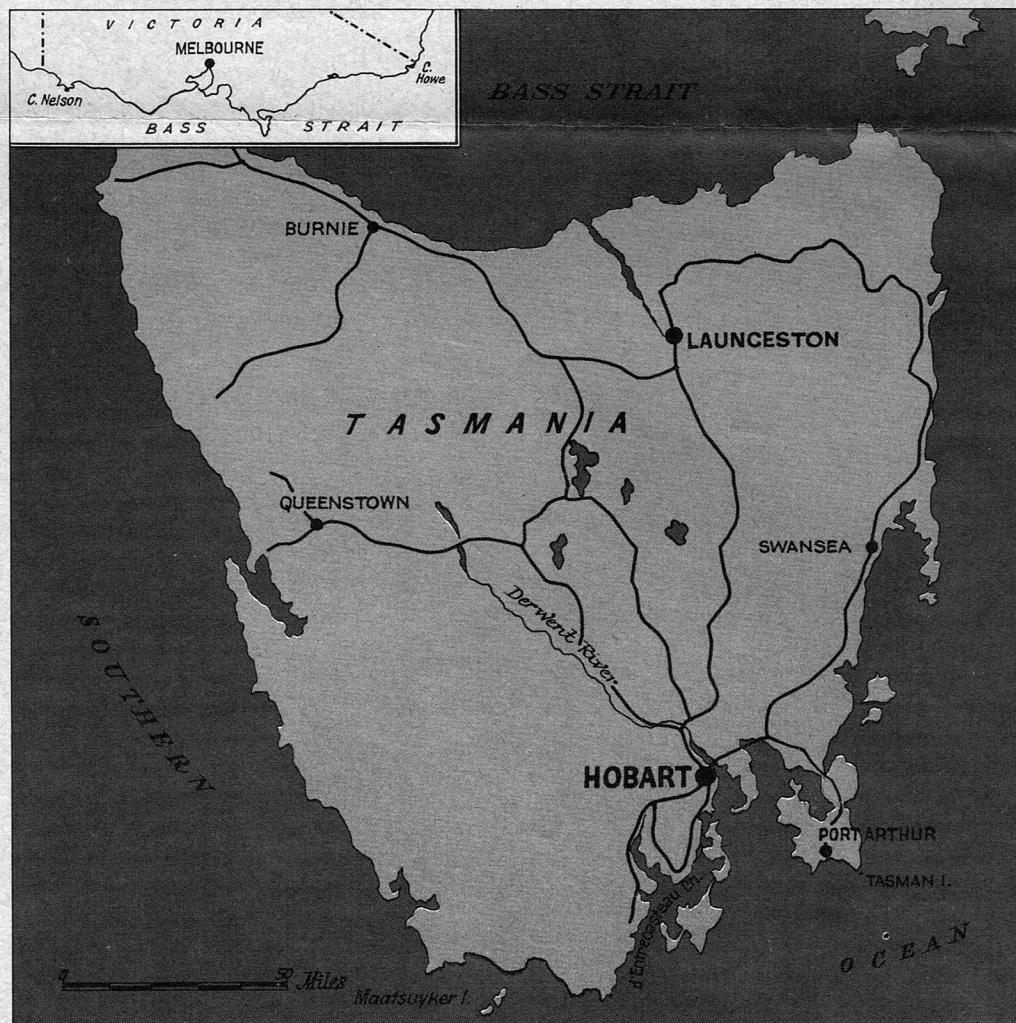 VICTORIA
MELBOURNE
C. Howe
C. Nelson
BASS STRAIT
BASS STRAIT
BURNIE
LAUNCESTON
TASMANIA
QUEENSTOWN
SWANSEA
Derwent River
SOUTHERN
HOBART
PORT ARTHUR
TASMAN I.
d'Entrecasteau Ch.
OCEAN
0 50 Miles
Maatsuyker I.